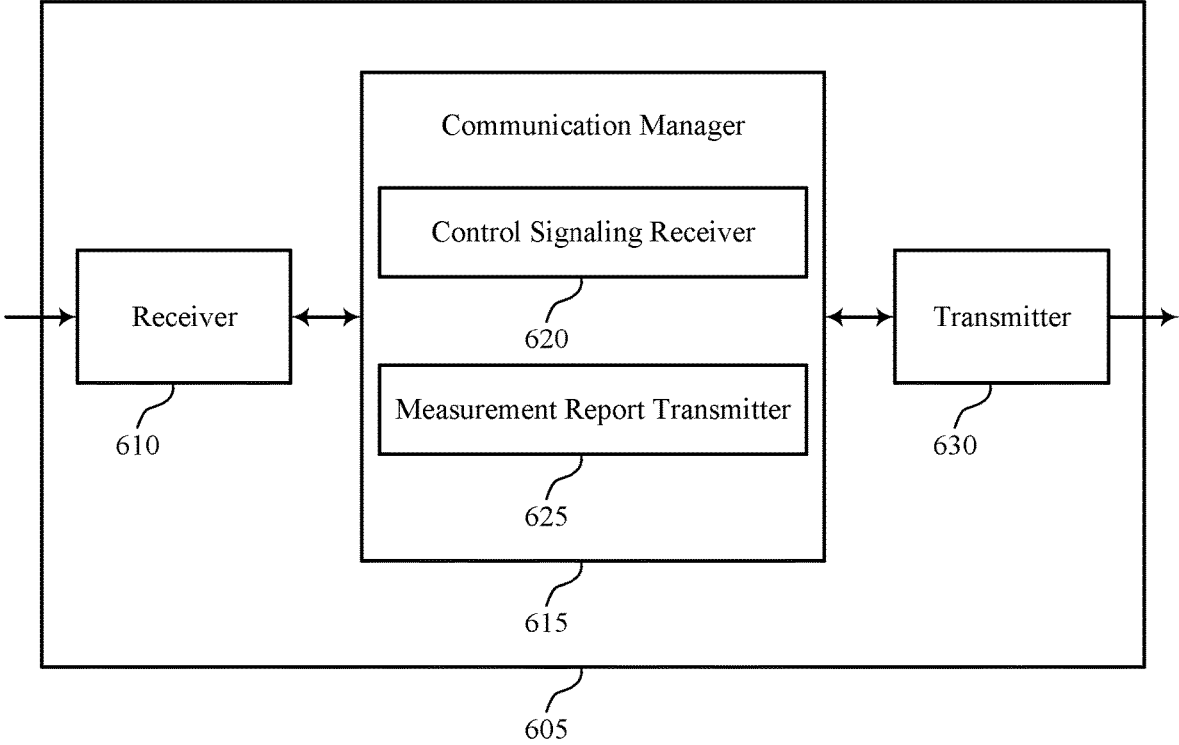 Communication Manager
Control Signaling Receiver
620
Receiver
610
Measurement Report Transmitter
625
Transmitter
630
615
605